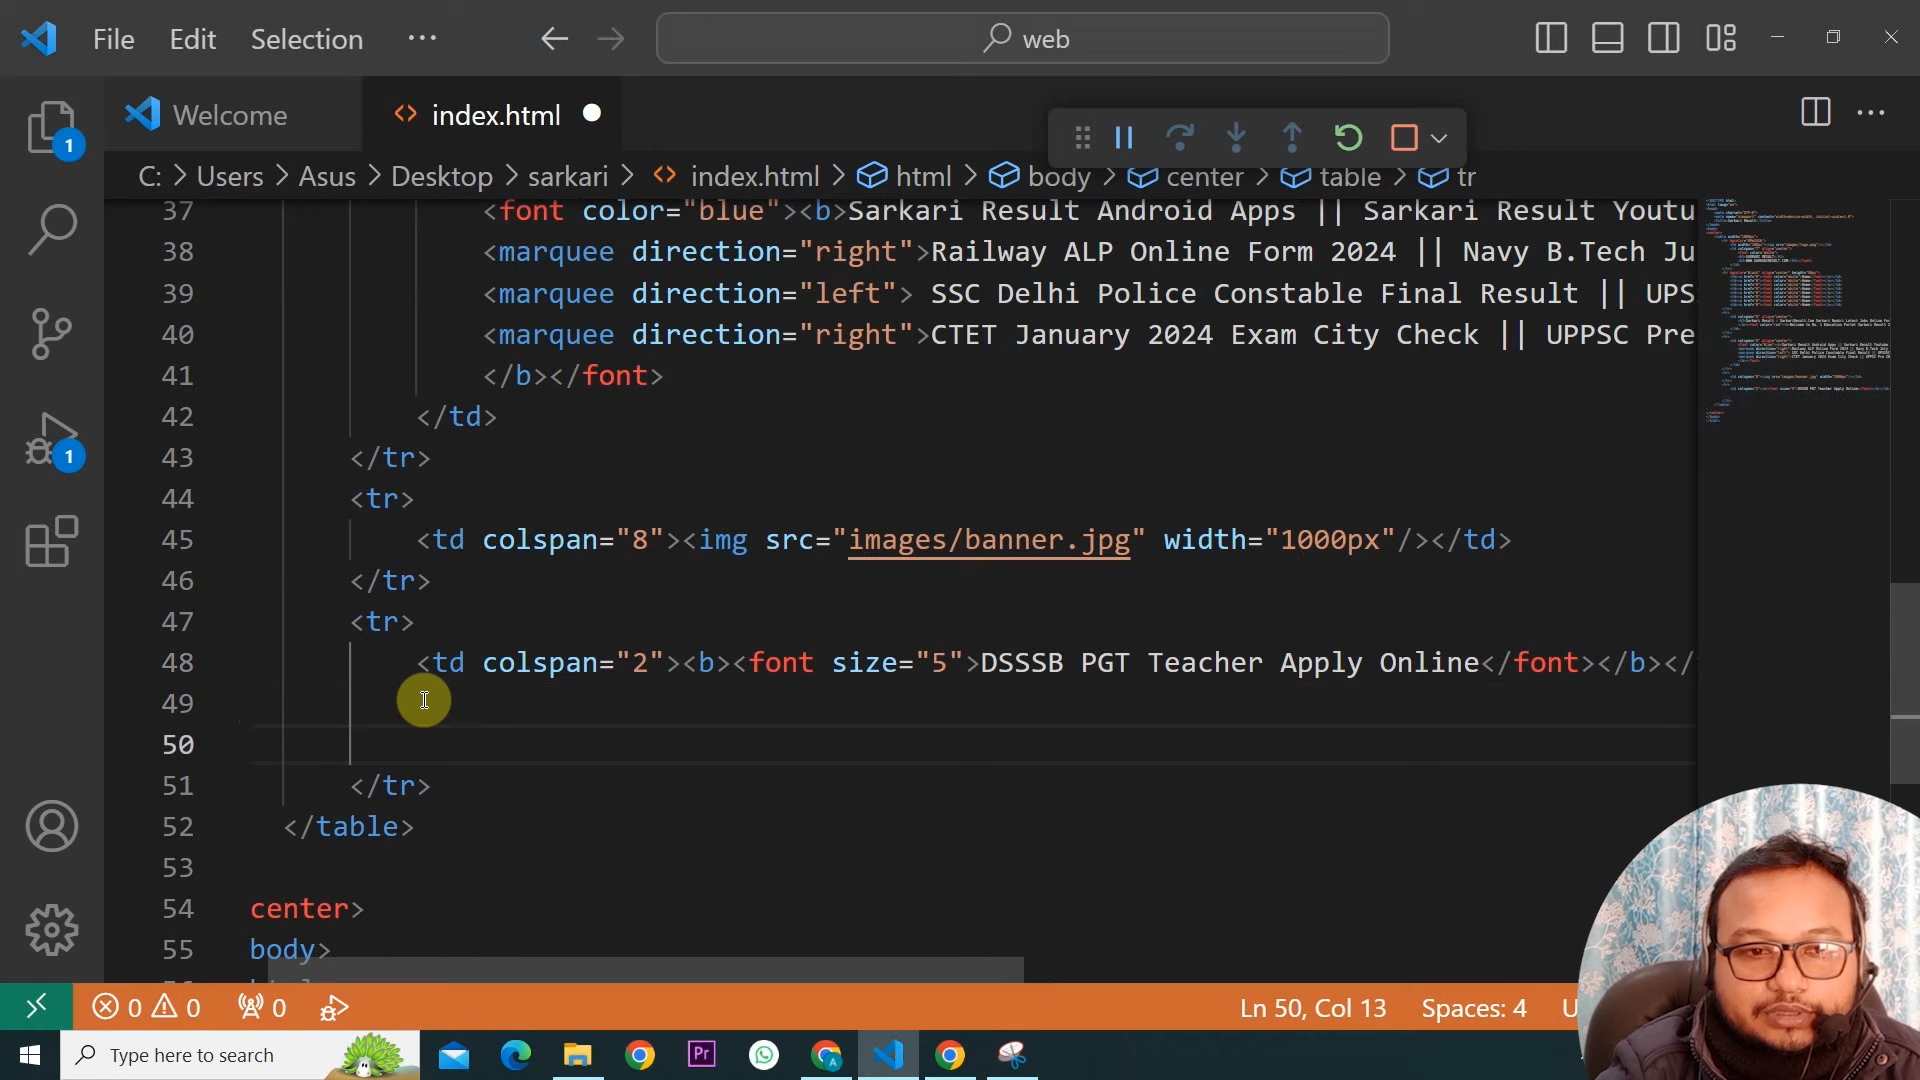 File Edit Selection ··· web
Welcome index.html
C: > Users > Asus > Desktop > sarkari > index.html > html > body > center > table > tr
37 <font color="blue"><b>Sarkari Result Android Apps || Sarkari Result Youtu
38 <marquee direction="right">Railway ALP Online Form 2024 || Navy B.Tech Ju
39 <marquee direction="left"> SSC Delhi Police Constable Final Result || UPS
40 <marquee direction="right">CTET January 2024 Exam City Check || UPPSC Pre
41 </b></font>
42 </td>
43 </tr>
44 <tr>
45 <td colspan="8"><img src="images/banner.jpg" width="1000px"/></td>
46 </tr>
47 <tr>
48 <td colspan="2"><b><font size="5">DSSSB PGT Teacher Apply Online</font></b></
49
50
51 </tr>
52 </table>
53
54 center>
55 body>
1
1
0 0 0 Ln 50, Col 13 Spaces: 4 U
Type here to search Pr A